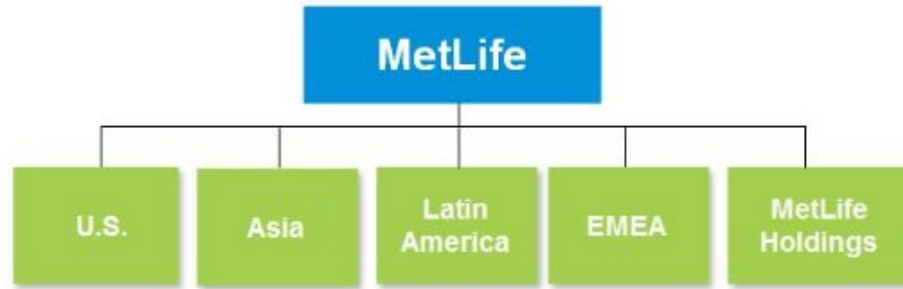 MetLife
U.S.
Asia
Latin
America
EMEA
MetLife
Holdings